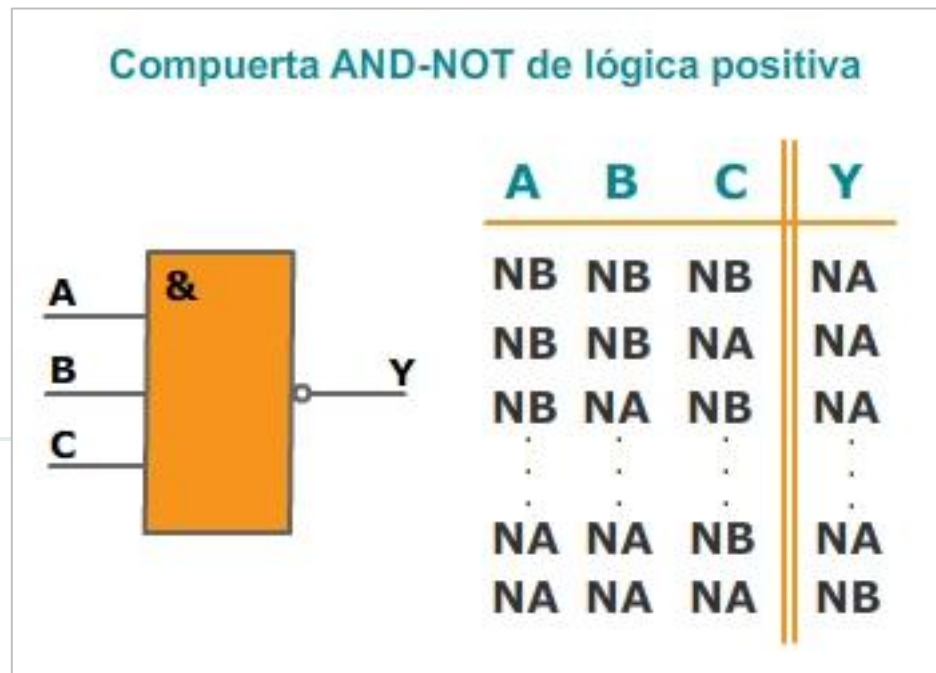 Compuerta AND-NOT de lógica positiva
A B C Y
&
A
B
C
Y
NB NB NB NA
NB NB NA NA
NB NA NB NA
. . . .
. . . .
. . . .
NA NA NB NA
NA NA NA NB